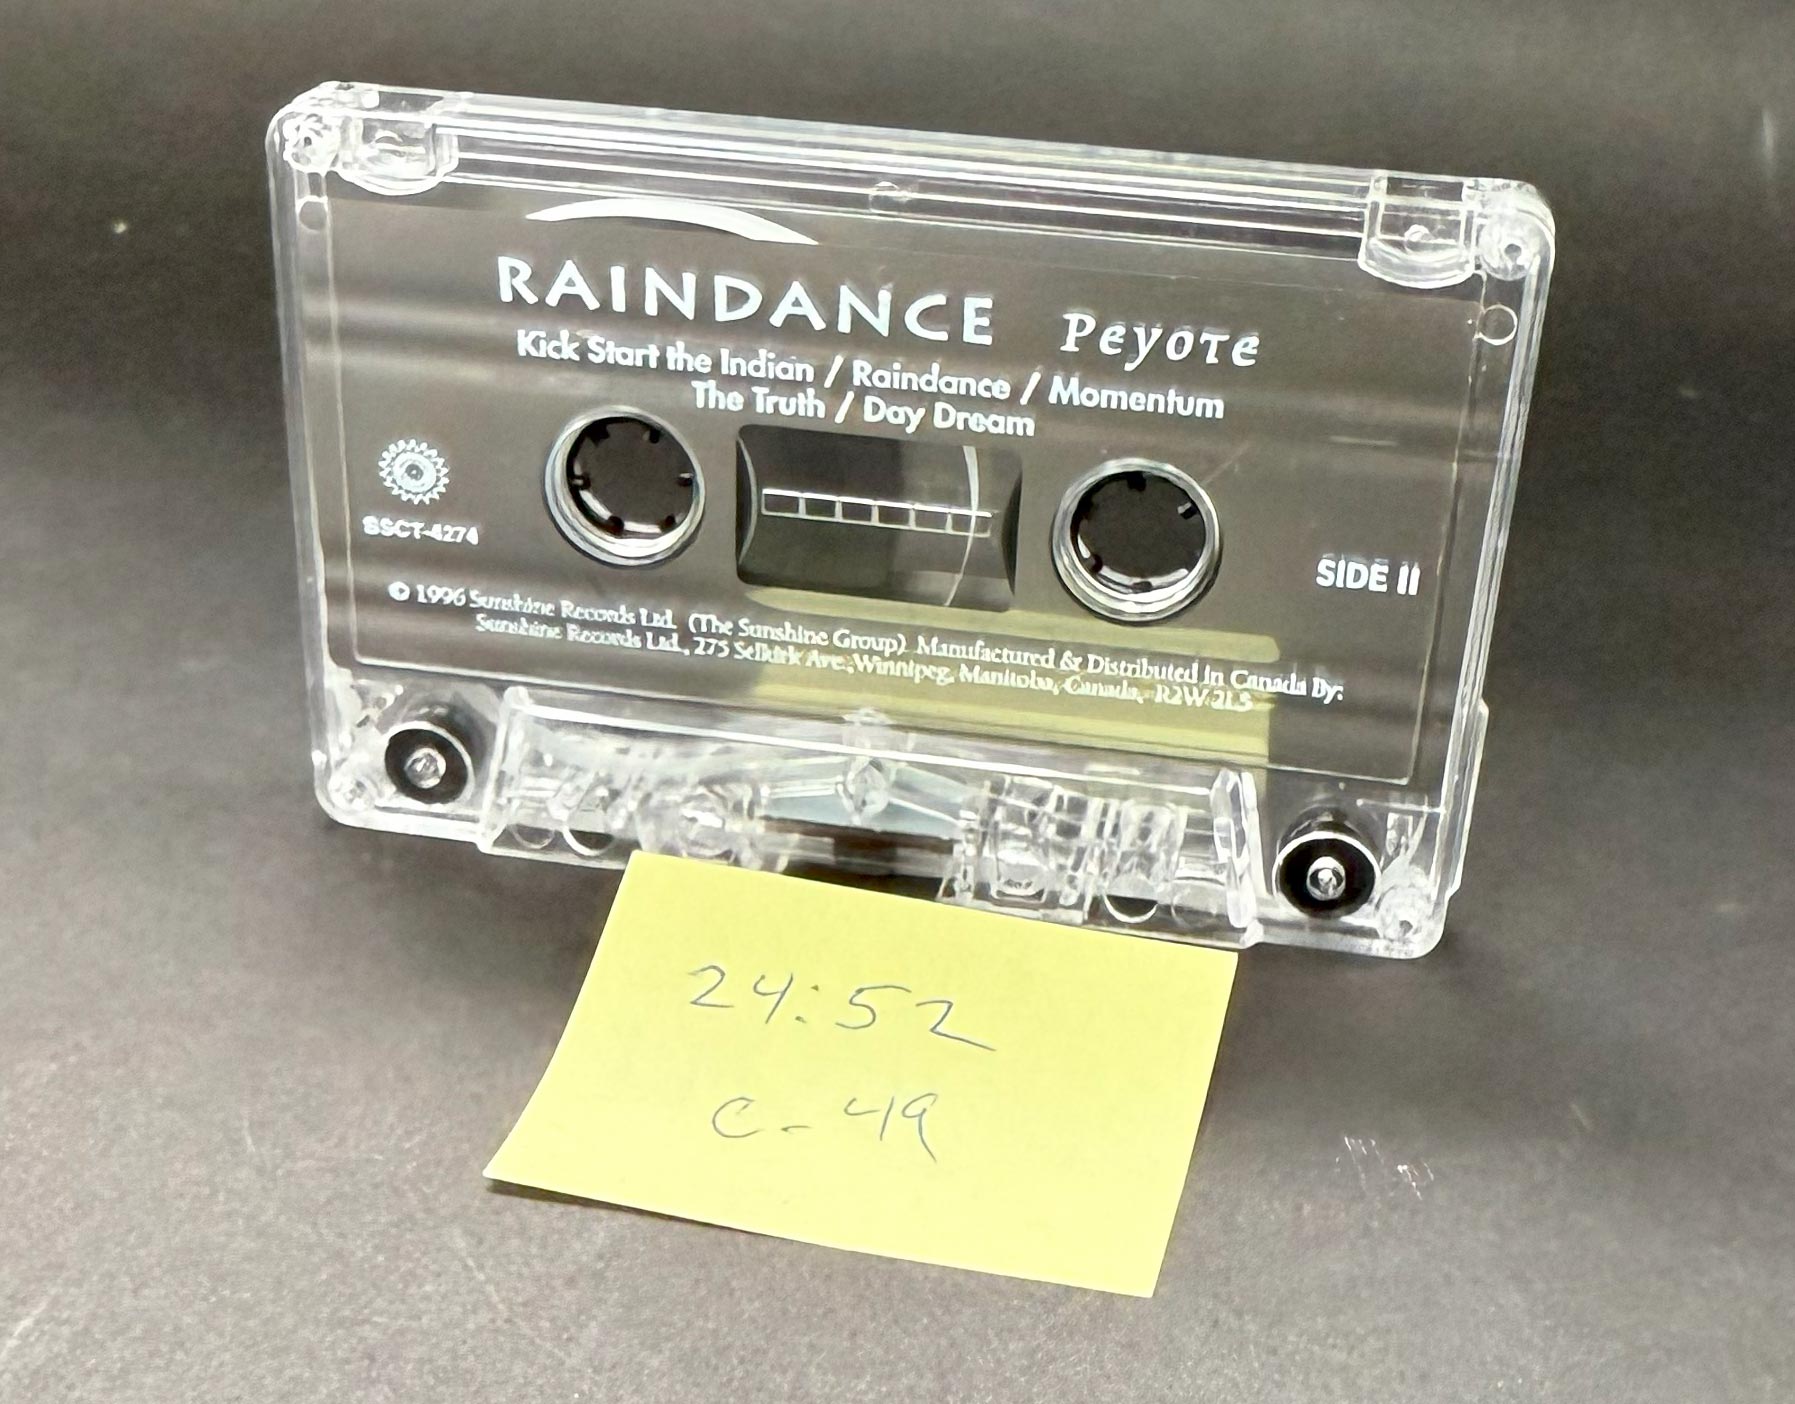 RAINDANCE Peyote
Kick Start the Indian / Raindance / Momentum
The Truth / Day Dream
SSCT-4274
SIDE II
© 1996 Sunshine Records Ltd. (The Sunshine Group) Manufactured & Distributed In Canada By:
Sunshine Records Ltd., 275 Selkirk Ave., Winnipeg, Manitoba, Canada, R2W 2L5
24:52
C-49